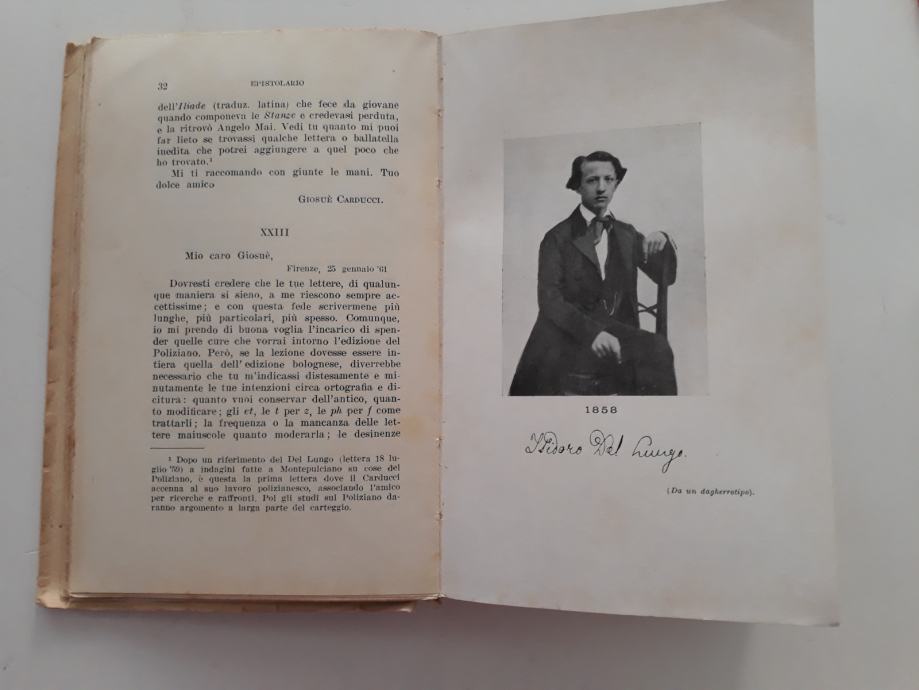 32
EPISTOLARIO
dell'Iliade (traduz. latina) che fece da giovane
quando componeva le Stanze e credevasi perduta,
e la ritrovò Angelo Mai. Vedi tu quanto mi puoi
far lieto se trovassi qualche lettera o ballatella
inedita che potrei aggiungere a quel poco che
ho trovato.¹
Mi ti raccomando con giunte le mani. Tuo
dolce amico
GIOSUÈ CARDUCCI.
XXIII
Mio caro Giosuè,
Firenze, 25 gennaio '61
Dovresti credere che le tue lettere, di qualun-
que maniera si sieno, a me riescono sempre ac-
cettissime; e con questa fede scrivermene più
lunghe, più particolari, più spesso. Comunque,
io mi prendo di buona voglia l'incarico di spen-
der quelle cure che vorrai intorno l'edizione del
Poliziano. Però, se la lezione dovesse essere in-
tiera quella dell'edizione bolognese, diverrebbe
necessario che tu m'indicassi distesamente e mi-
nutamente le tue intenzioni circa ortografia e di-
citura: quanto vuoi conservar dell'antico, quan-
to modificare; gli et, le t per z, le ph per f come
trattarli; la frequenza o la mancanza delle let-
tere maiuscole quanto moderarla; le desinenze
¹ Dopo un riferimento del Del Lungo (lettera 18 lu-
glio '59) a indagini fatte a Montepulciano su cose del
Poliziano, è questa la prima lettera dove il Carducci
accenna al suo lavoro polizianesco, associando l'amico
per ricerche e raffronti. Poi gli studi sul Poliziano da-
ranno argomento a larga parte del carteggio.
1858
Isidoro Del Lungo.
(Da un dagherrotipo).